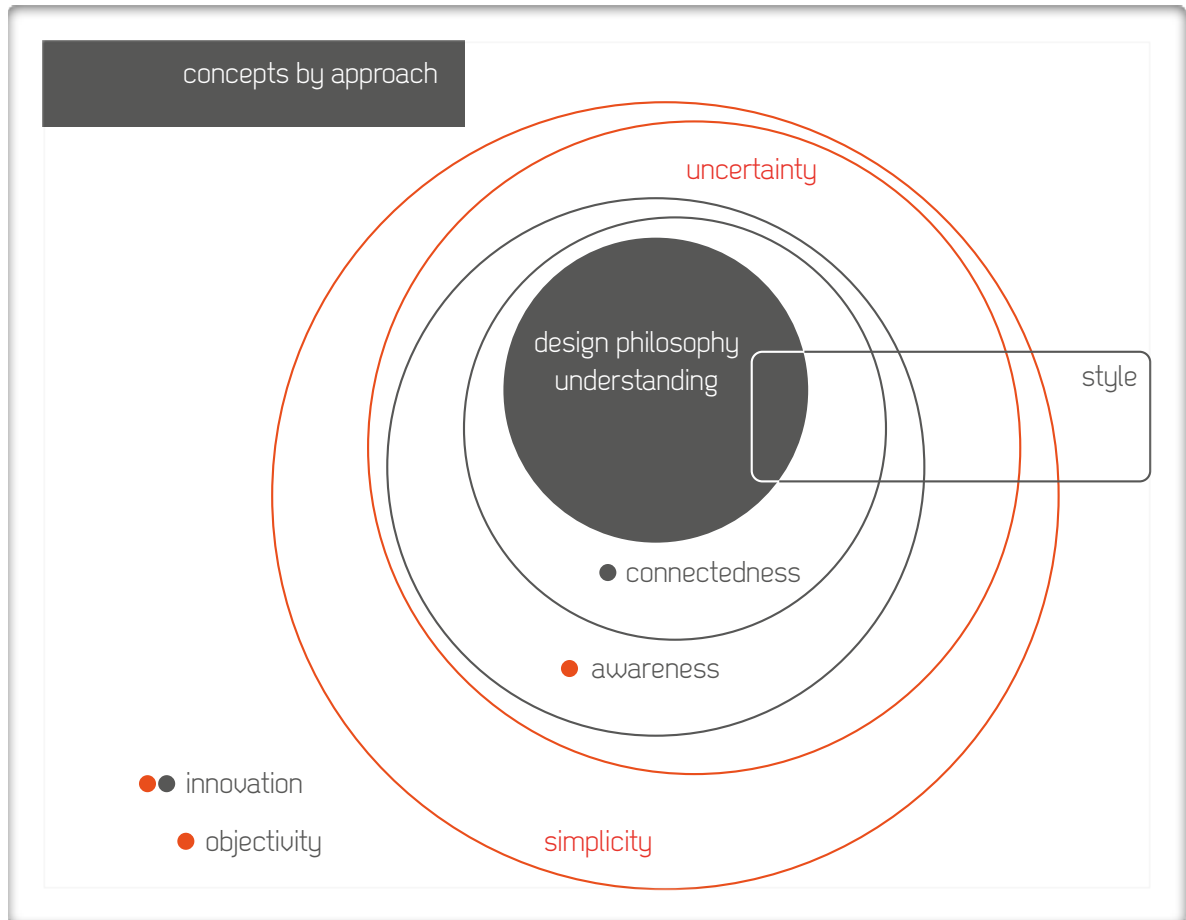 concepts by approach
uncertainty
design philosophy
understanding
style
connectedness
awareness
innovation
objectivity
simplicity